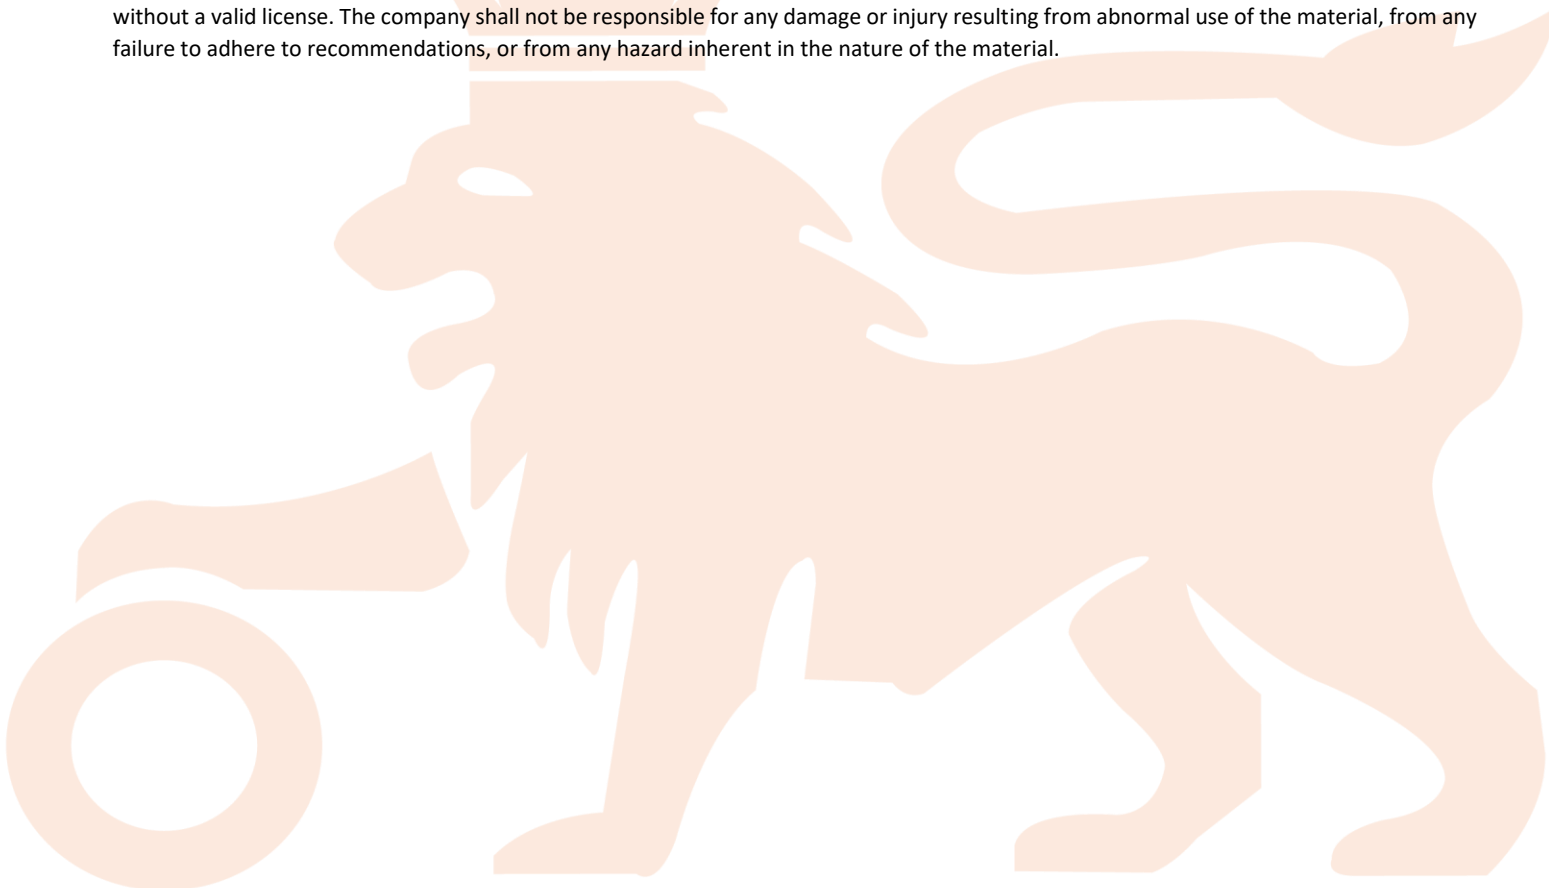 without a valid license. The company shall not be responsible for any damage or injury resulting from abnormal use of the material, from any
failure to adhere to recommendations, or from any hazard inherent in the nature of the material.